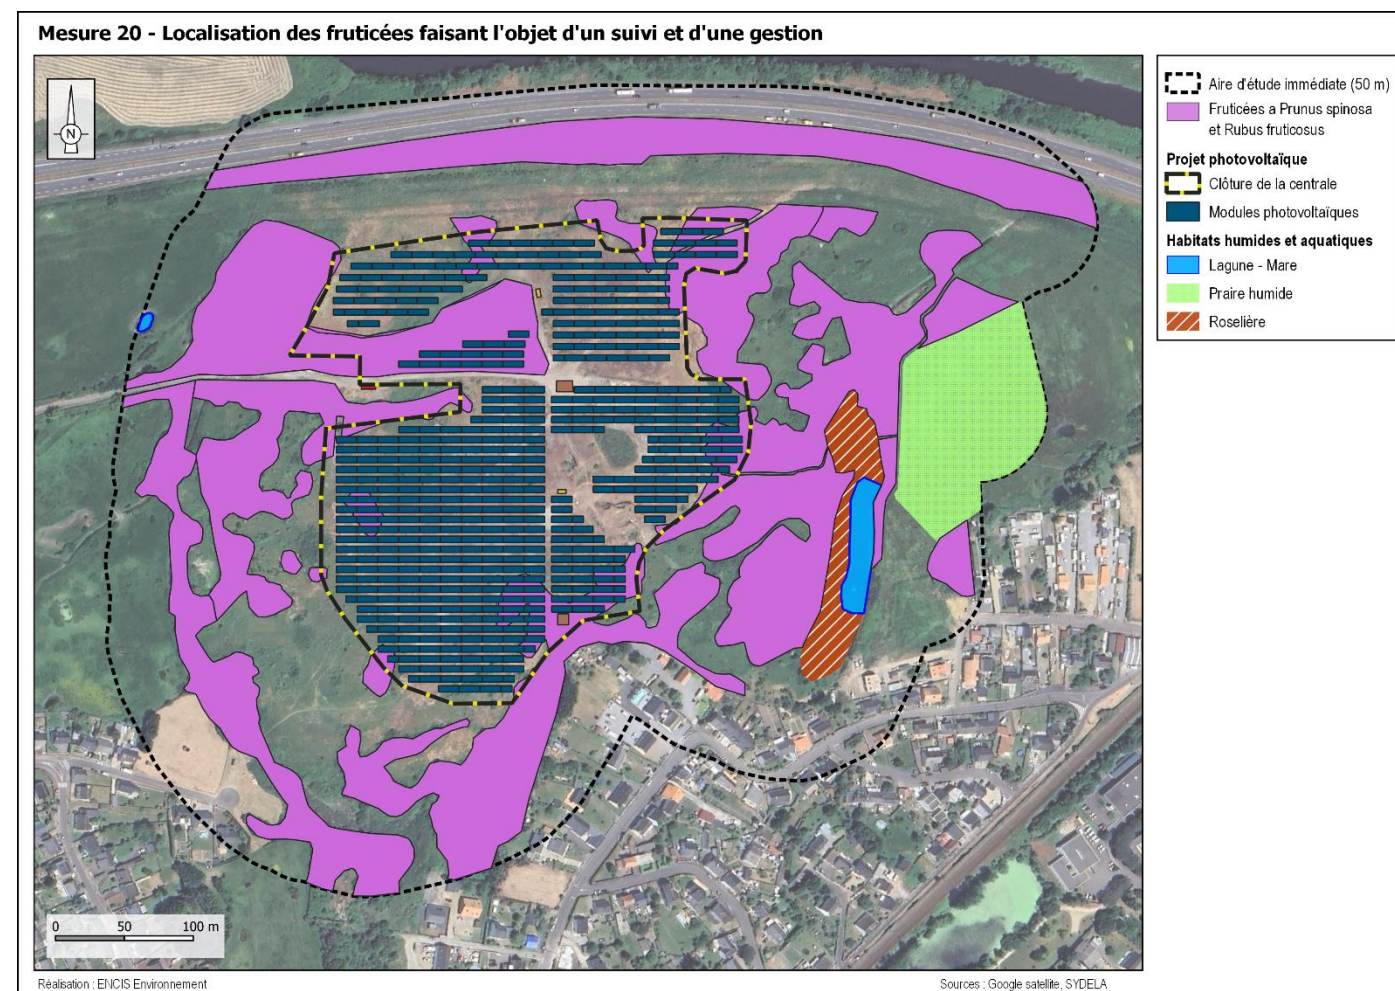 Mesure 20 - Localisation des fruticées faisant l'objet d'un suivi et d'une gestion
N
Aire d'étude immédiate (50 m)
Fruticées a Prunus spinosa
et Rubus fruticosus
Projet photovoltaïque
Clôture de la centrale
Modules photovoltaïques
Habitats humides et aquatiques
Lagune - Mare
Praire humide
Roselière
0 50 100 m
Réalisation : ENCIS Environnement
Sources : Google satellite, SYDELA